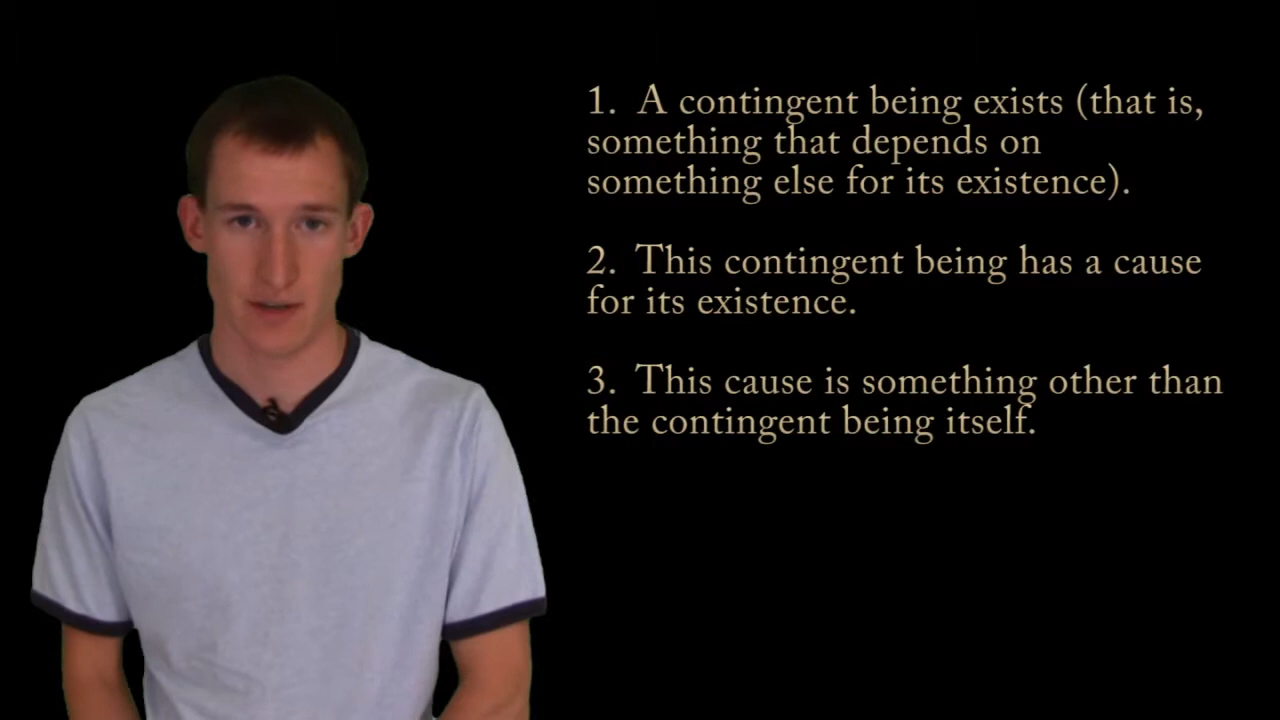 1. A contingent being exists (that is,
something that depends on
something else for its existence).
2. This contingent being has a cause
for its existence.
3. This cause is something other than
the contingent being itself.